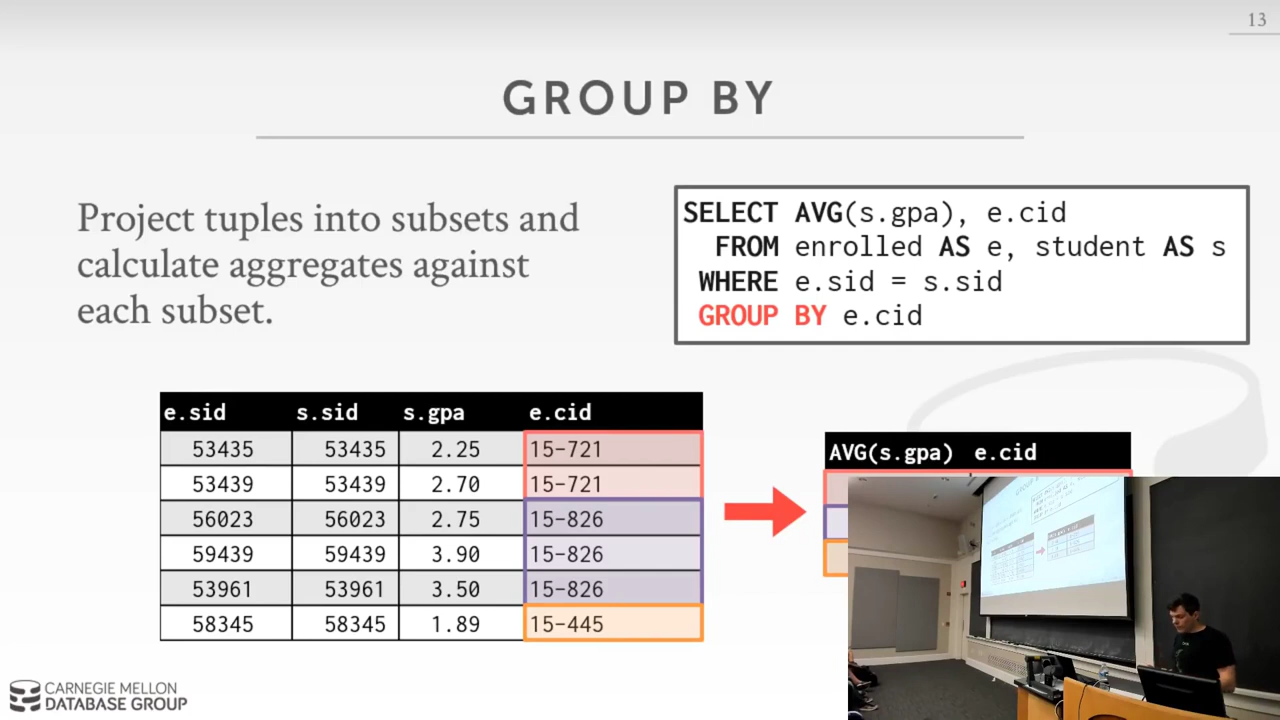 13
GROUP BY
Project tuples into subsets and
calculate aggregates against
each subset.
SELECT AVG(s.gpa), e.cid
FROM enrolled AS e, student AS s
WHERE e.sid = s.sid
GROUP BY e.cid
e.sid s.sid s.gpa e.cid
53435 53435 2.25 15-721
53439 53439 2.70 15-721
56023 56023 2.75 15-826
59439 59439 3.90 15-826
53961 53961 3.50 15-826
58345 58345 1.89 15-445
AVG(s.gpa) e.cid
CARNEGIE MELLON
DATABASE GROUP